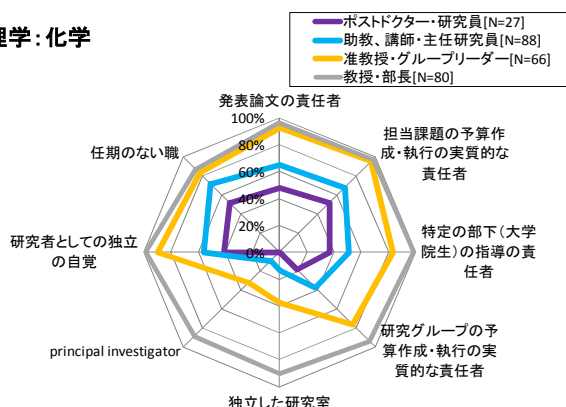 理学：化学
ポストドクター・研究員[N=27]
助教、講師・主任研究員[N=88]
准教授・グループリーダー[N=66]
教授・部長[N=80]
発表論文の責任者
担当課題の予算作
成・執行の実質的な
責任者
特定の部下（大学
院生）の指導の責
任者
研究グループの予
算作成・執行の実
質的な責任者
独立した研究室
principal investigator
研究者としての独立
の自覚
任期のない職
100%
80%
60%
40%
20%
0%